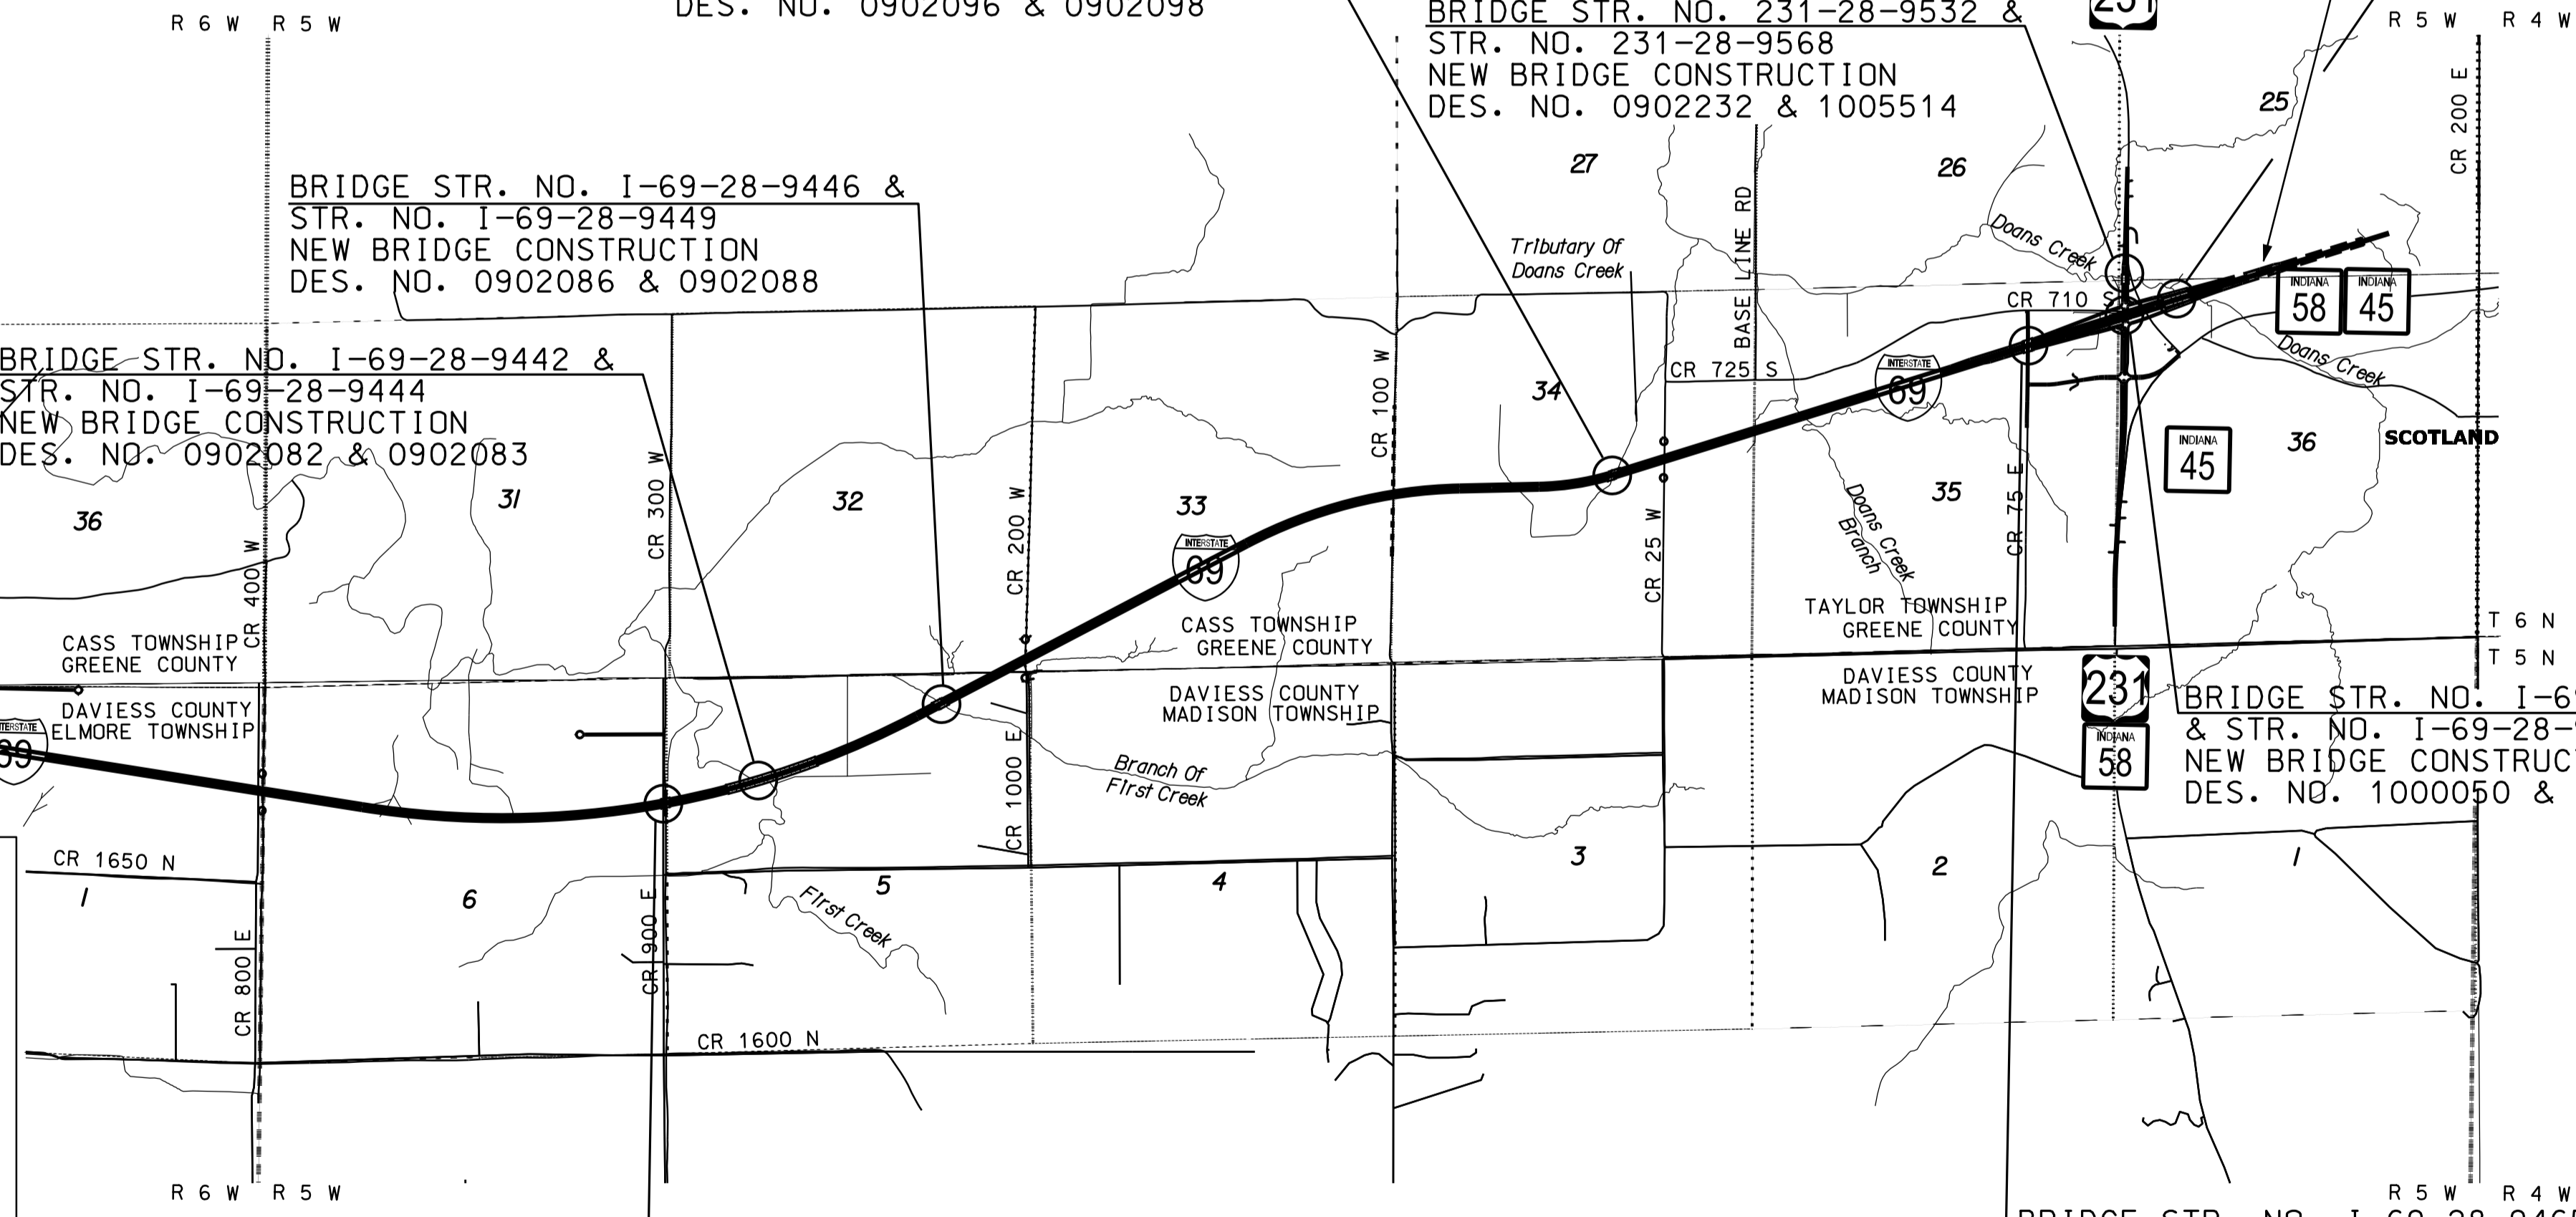 R 6 W R 5 W
DES. NO. 0902096 & 0902098
BRIDGE STR. NO. 231-28-9532 &
STR. NO. 231-28-9568
NEW BRIDGE CONSTRUCTION
DES. NO. 0902232 & 1005514
231
R 5 W R 4 W
CR 200 E
25
27
26
BRIDGE STR. NO. I-69-28-9446 &
STR. NO. I-69-28-9449
NEW BRIDGE CONSTRUCTION
DES. NO. 0902086 & 0902088
Tributary Of
Doans Creek
BASE LINE RD
Doans Creek
CR 710 S
INDIANA
58
INDIANA
45
BRIDGE STR. NO. I-69-28-9442 &
STR. NO. I-69-28-9444
NEW BRIDGE CONSTRUCTION
DES. NO. 0902082 & 0902083
CR 100 W
34
CR 725 S
INTERSTATE
69
Doans Creek
36
SCOTLAND
INDIANA
45
36
31
CR 300 W
32
CR 200 W
33
INTERSTATE
69
CR 25 W
Doans Creek
Branch
35
CR 75 E
CR 400 W
CASS TOWNSHIP
GREENE COUNTY
CASS TOWNSHIP
GREENE COUNTY
TAYLOR TOWNSHIP
GREENE COUNTY
T 6 N
T 5 N
DAVIESS COUNTY
ELMORE TOWNSHIP
DAVIESS COUNTY
MADISON TOWNSHIP
DAVIESS COUNTY
MADISON TOWNSHIP
231
INDIANA
58
BRIDGE STR. NO. I-6
& STR. NO. I-69-28-
NEW BRIDGE CONSTRUC
DES. NO. 1000050 &
69
CR 1000 E
Branch Of
First Creek
CR 1650 N
1
6
CR 900 E
5
First Creek
4
3
2
1
CR 800 E
CR 1600 N
R 6 W R 5 W
R 5 W R 4 W